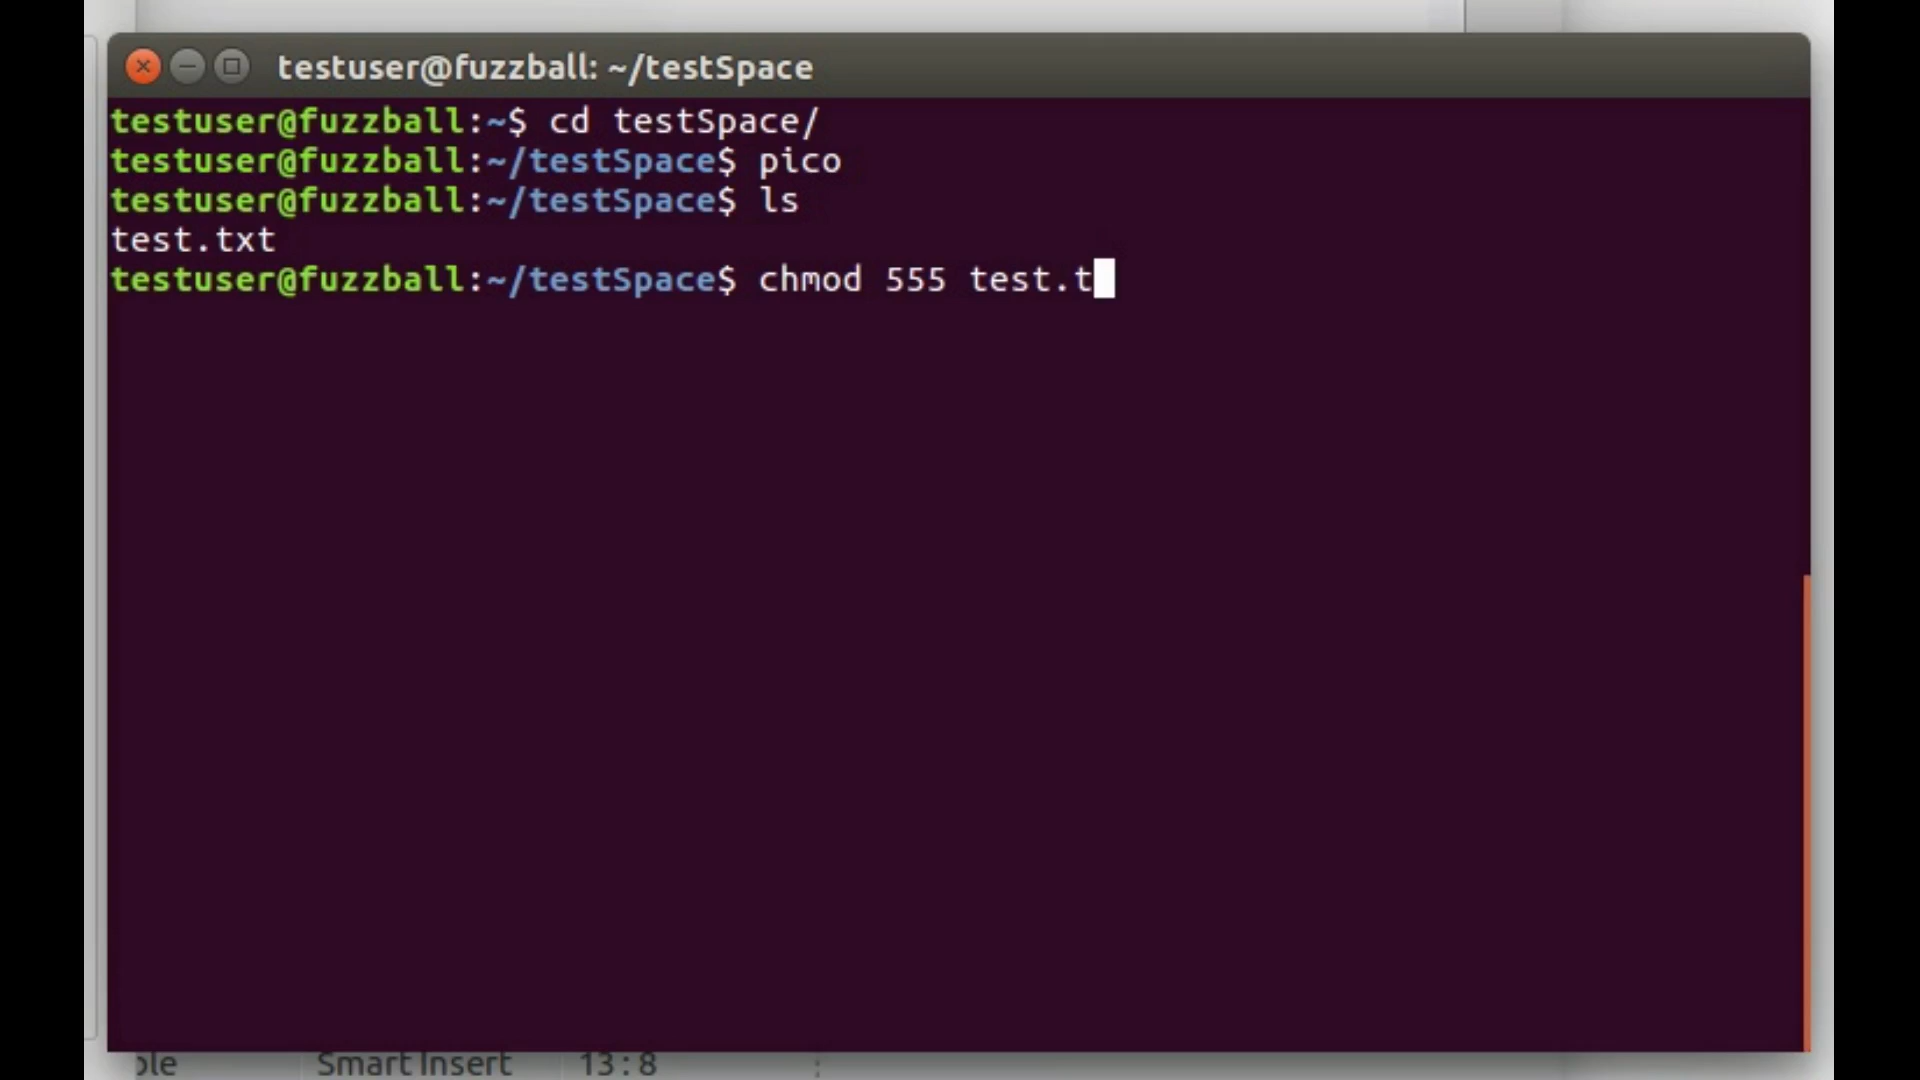 testuser@fuzzball: ~/testSpace
testuser@fuzzball:~$ cd testSpace/
testuser@fuzzball:~/testSpace$ pico
testuser@fuzzball:~/testSpace$ ls
test.txt
testuser@fuzzball:~/testSpace$ chmod 555 test.t
Smart Insert 13:8